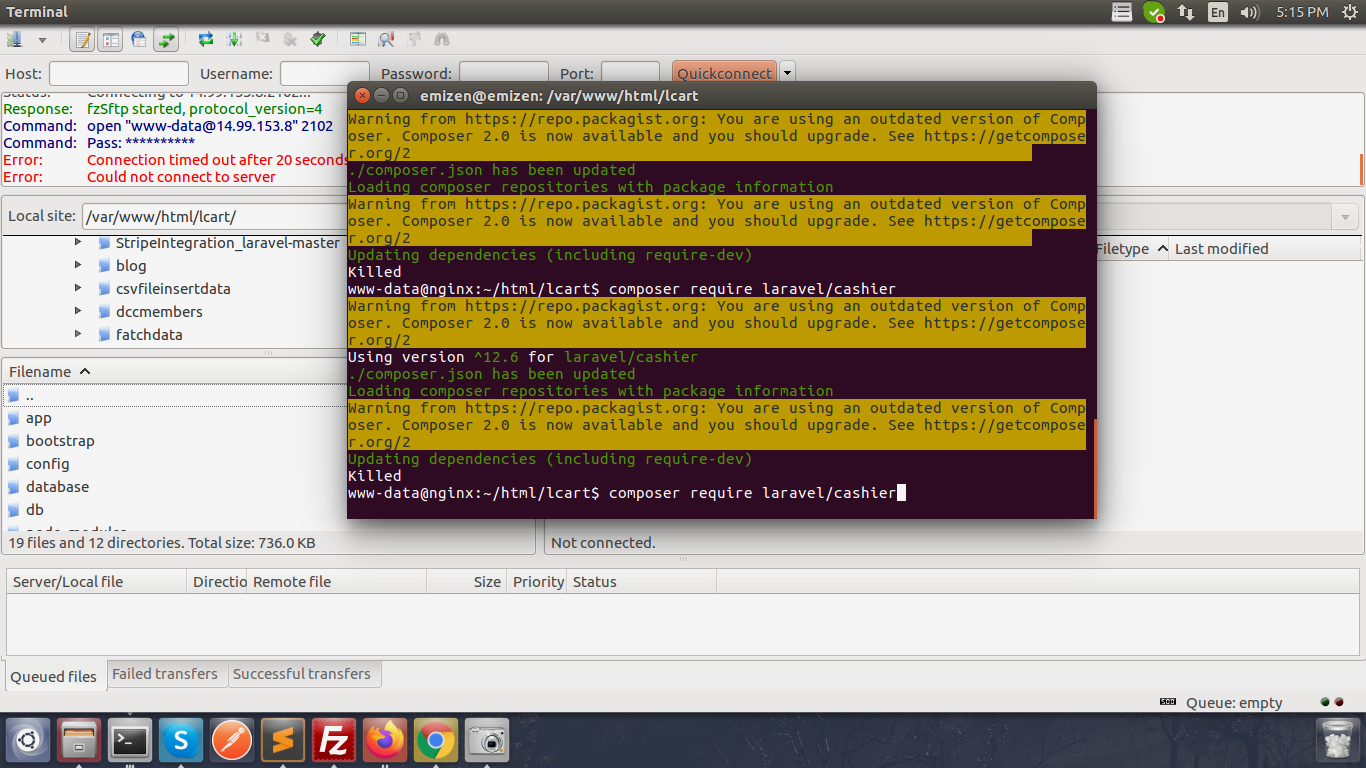 Terminal
En
5:15 PM
Host:
Username:
Password:
Port:
Quickconnect
Status: Connecting to 14.99.153.8:2102...
Response: fzSftp started, protocol_version=4
Command: open "www-data@14.99.153.8" 2102
Command: Pass: **********
Error: Connection timed out after 20 seconds
Error: Could not connect to server
Local site: /var/www/html/lcart/
StripeIntegration_laravel-master
blog
csvfileinsertdata
dccmembers
fatchdata
Filename
..
app
bootstrap
config
database
db
node_modules
19 files and 12 directories. Total size: 736.0 KB
emizen@emizen: /var/www/html/lcart
Warning from https://repo.packagist.org: You are using an outdated version of Comp
oser. Composer 2.0 is now available and you should upgrade. See https://getcompose
r.org/2
./composer.json has been updated
Loading composer repositories with package information
Warning from https://repo.packagist.org: You are using an outdated version of Comp
oser. Composer 2.0 is now available and you should upgrade. See https://getcompose
r.org/2
Updating dependencies (including require-dev)
Killed
www-data@nginx:~/html/lcart$ composer require laravel/cashier
Warning from https://repo.packagist.org: You are using an outdated version of Comp
oser. Composer 2.0 is now available and you should upgrade. See https://getcompose
r.org/2
Using version ^12.6 for laravel/cashier
./composer.json has been updated
Loading composer repositories with package information
Warning from https://repo.packagist.org: You are using an outdated version of Comp
oser. Composer 2.0 is now available and you should upgrade. See https://getcompose
r.org/2
Updating dependencies (including require-dev)
Killed
www-data@nginx:~/html/lcart$ composer require laravel/cashier
Filetype
Last modified
Not connected.
Server/Local file
Directio
Remote file
Size
Priority
Status
Queued files
Failed transfers
Successful transfers
Queue: empty